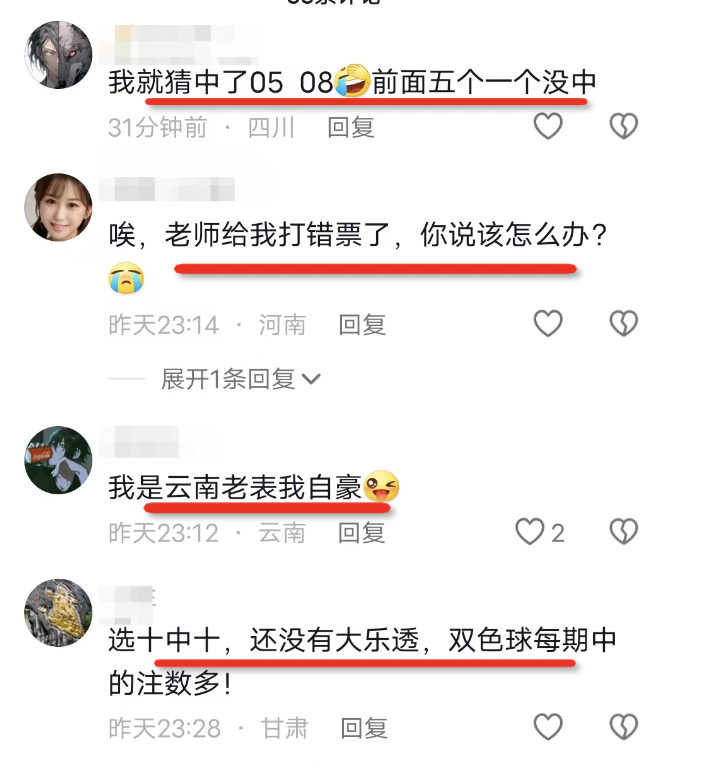 我就猜中了05 08🤣前面五个一个没中
31分钟前 · 四川 回复
唉，老师给我打错票了，你说该怎么办？
😭
昨天23:14 · 河南 回复
展开1条回复
我是云南老表我自豪😜
昨天23:12 · 云南 回复 2
选十中十，还没有大乐透，双色球每期中
的注数多！
昨天23:28 · 甘肃 回复